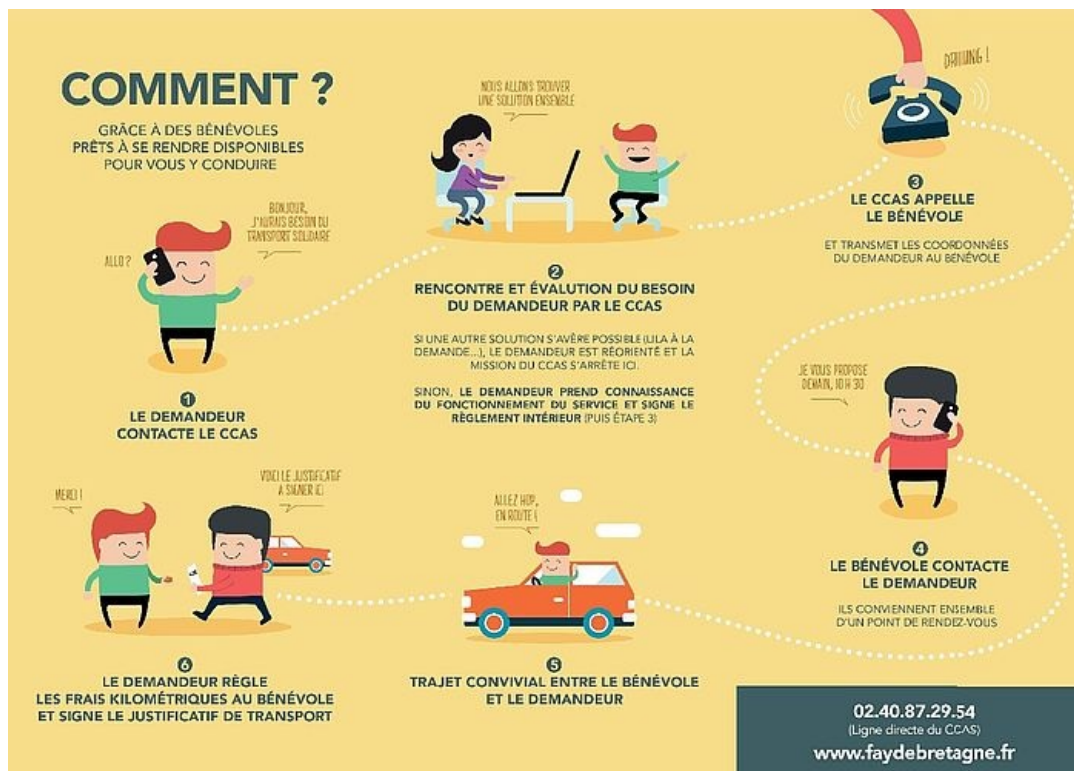 COMMENT ?
GRÂCE À DES BÉNÉVOLES
PRÊTS À SE RENDRE DISPONIBLES
POUR VOUS Y CONDUIRE
ALLO ?
BONJOUR,
J'AURAIS BESOIN DU
TRANSPORT SOLIDAIRE
1
LE DEMANDEUR
CONTACTE LE CCAS
NOUS ALLONS TROUVER
UNE SOLUTION ENSEMBLE
2
RENCONTRE ET ÉVALUTION DU BESOIN
DU DEMANDEUR PAR LE CCAS
SI UNE AUTRE SOLUTION S'AVÈRE POSSIBLE (LILA À LA
DEMANDE...), LE DEMANDEUR EST RÉORIENTÉ ET LA
MISSION DU CCAS S'ARRÊTE ICI.
SINON, LE DEMANDEUR PREND CONNAISSANCE
DU FONCTIONNEMENT DU SERVICE ET SIGNE LE
RÈGLEMENT INTÉRIEUR (PUIS ÉTAPE 3)
DRIIIING !
3
LE CCAS APPELLE
LE BÉNÉVOLE
ET TRANSMET LES COORDONNÉES
DU DEMANDEUR AU BÉNÉVOLE
JE VOUS PROPOSE
DEMAIN, 10 H 30
4
LE BÉNÉVOLE CONTACTE
LE DEMANDEUR
ILS CONVIENNENT ENSEMBLE
D'UN POINT DE RENDEZ-VOUS
ALLEZ HOP,
EN ROUTE !
5
TRAJET CONVIVIAL ENTRE LE BÉNÉVOLE
ET LE DEMANDEUR
MERCI !
VOICI LE JUSTIFICATIF
À SIGNER ICI
6
LE DEMANDEUR RÈGLE
LES FRAIS KILOMÉTRIQUES AU BÉNÉVOLE
ET SIGNE LE JUSTIFICATIF DE TRANSPORT
02.40.87.29.54
(Ligne directe du CCAS)
www.faydebretagne.fr